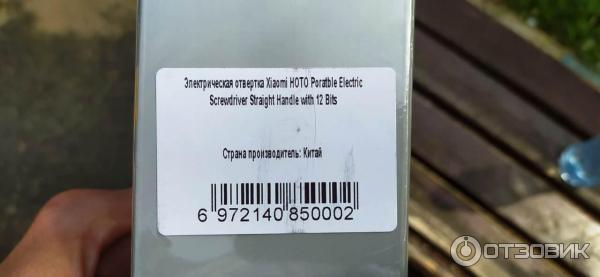 Электрическая отвертка Xiaomi HOTO Poratble Electric
Screwdriver Straight Handle with 12 Bits
Страна производитель: Китай
6 972140 850002
ОТЗОВИК